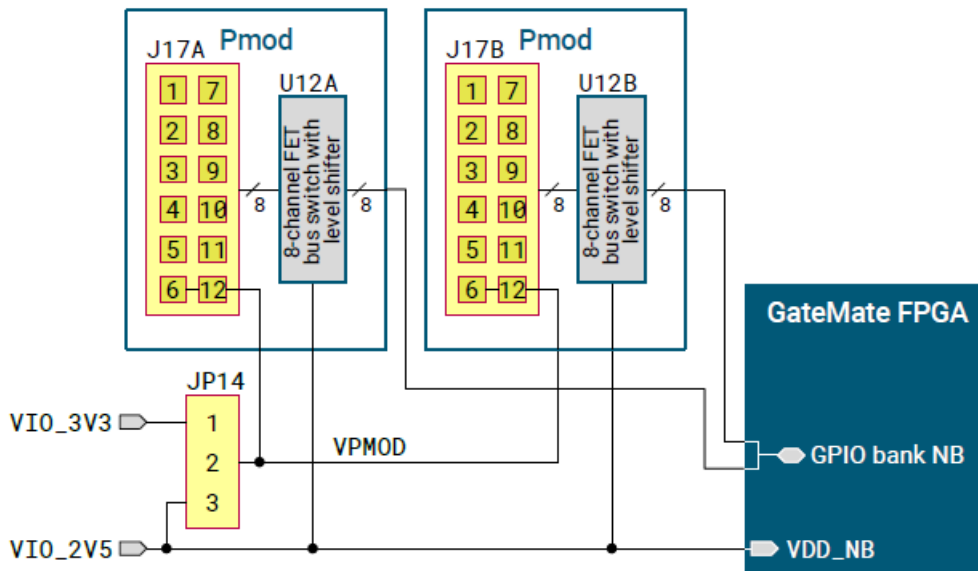 Pmod
J17A
U12A
1 7
2 8
3 9
4 10
5 11
6 12
8-channel FET
bus switch with
level shifter
8
8
Pmod
J17B
U12B
1 7
2 8
3 9
4 10
5 11
6 12
8-channel FET
bus switch with
level shifter
8
8
GateMate FPGA
JP14
VIO_3V3
1
2
3
VPMOD
GPIO bank NB
VIO_2V5
VDD_NB